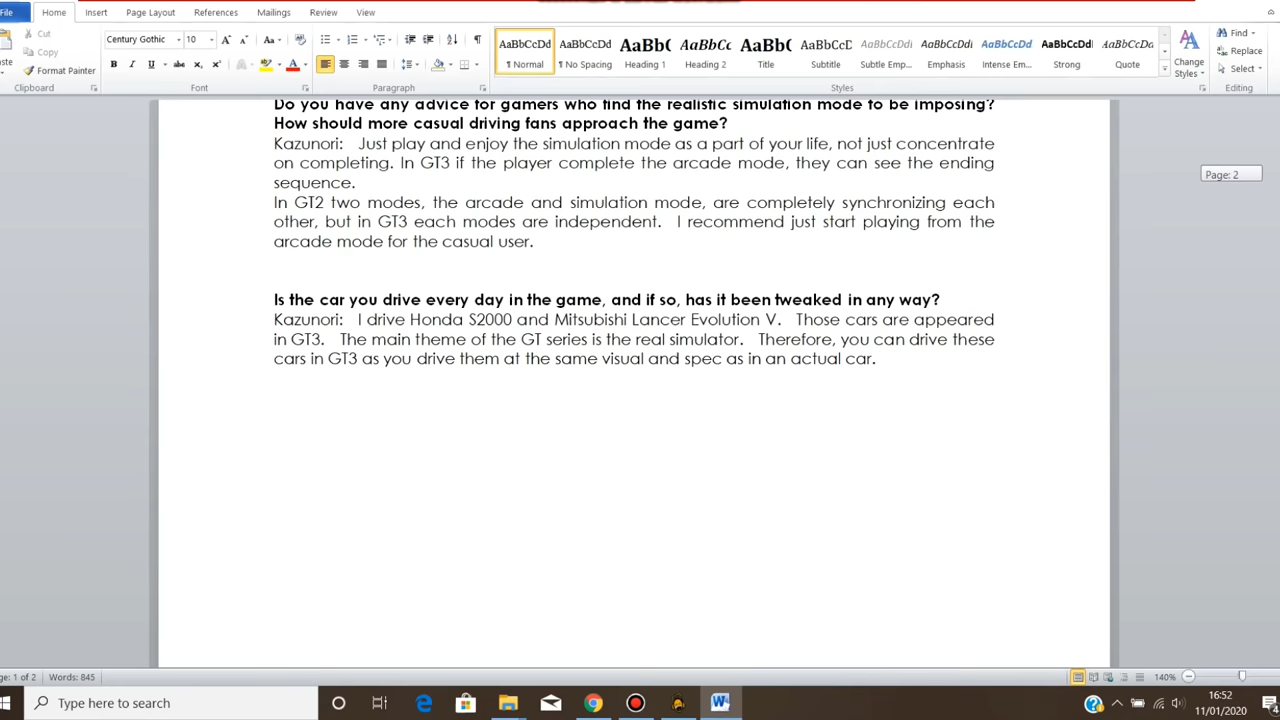 File Home Insert Page Layout References Mailings Review View
Cut
Copy
Format Painter
Clipboard
Century Gothic 10
Font
Paragraph
AaBbCcDd AaBbCcDd AaBbC AaBbCc AaBb( AaBbCcD AaBbCcDd AaBbCcDd AaBbCcDd AaBbCcDd AaBbCcDd
¶ Normal ¶ No Spacing Heading 1 Heading 2 Title Subtitle Subtle Emp... Emphasis Intense Em... Strong Quote
Styles
Change
Styles
Find
Replace
Select
Editing
Do you have any advice for gamers who find the realistic simulation mode to be imposing?
How should more casual driving fans approach the game?
Kazunori: Just play and enjoy the simulation mode as a part of your life, not just concentrate
on completing. In GT3 if the player complete the arcade mode, they can see the ending
sequence.
In GT2 two modes, the arcade and simulation mode, are completely synchronizing each
other, but in GT3 each modes are independent. I recommend just start playing from the
arcade mode for the casual user.
Is the car you drive every day in the game, and if so, has it been tweaked in any way?
Kazunori: I drive Honda S2000 and Mitsubishi Lancer Evolution V. Those cars are appeared
in GT3. The main theme of the GT series is the real simulator. Therefore, you can drive these
cars in GT3 as you drive them at the same visual and spec as in an actual car.
Page: 2
ge: 1 of 2 Words: 845
140%
Type here to search
16:52
11/01/2020
4